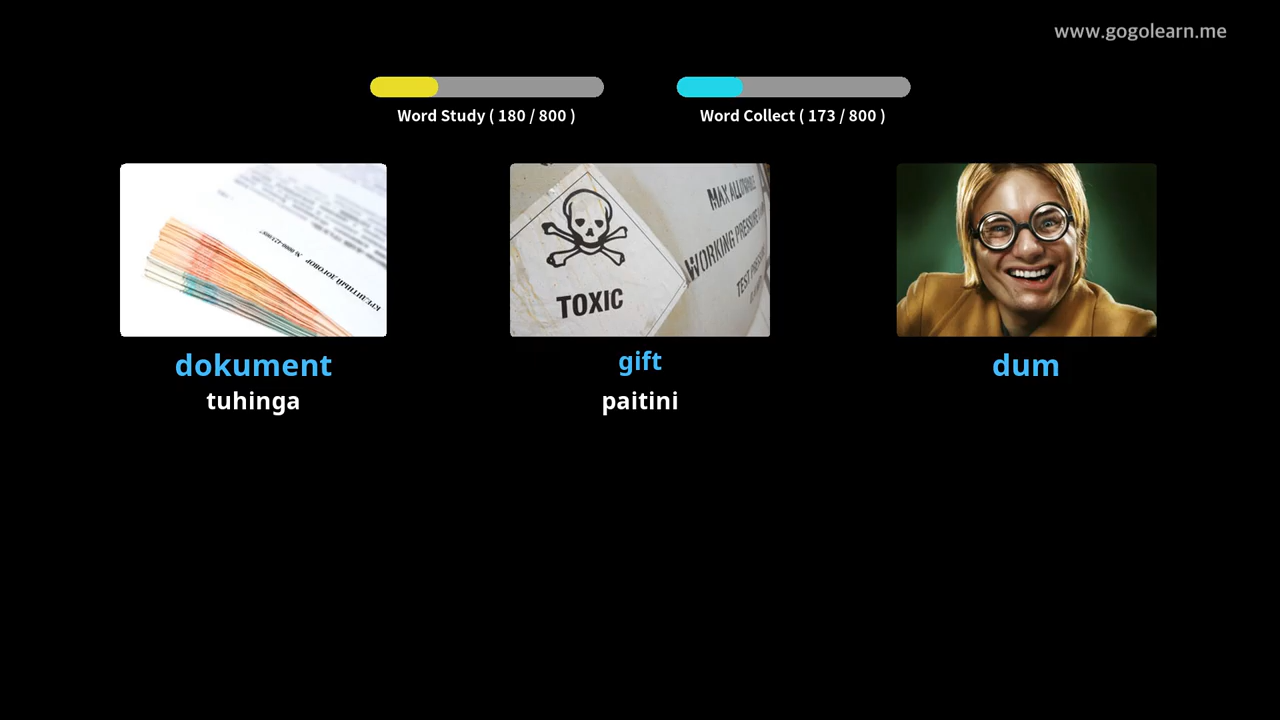 www.gogolearn.me
Word Study ( 180 / 800 )
Word Collect ( 173 / 800 )
MAX ALLOWABLE
WORKING PRESSURE
TOXIC
TEST
dokument
gift
dum
tuhinga
paitini